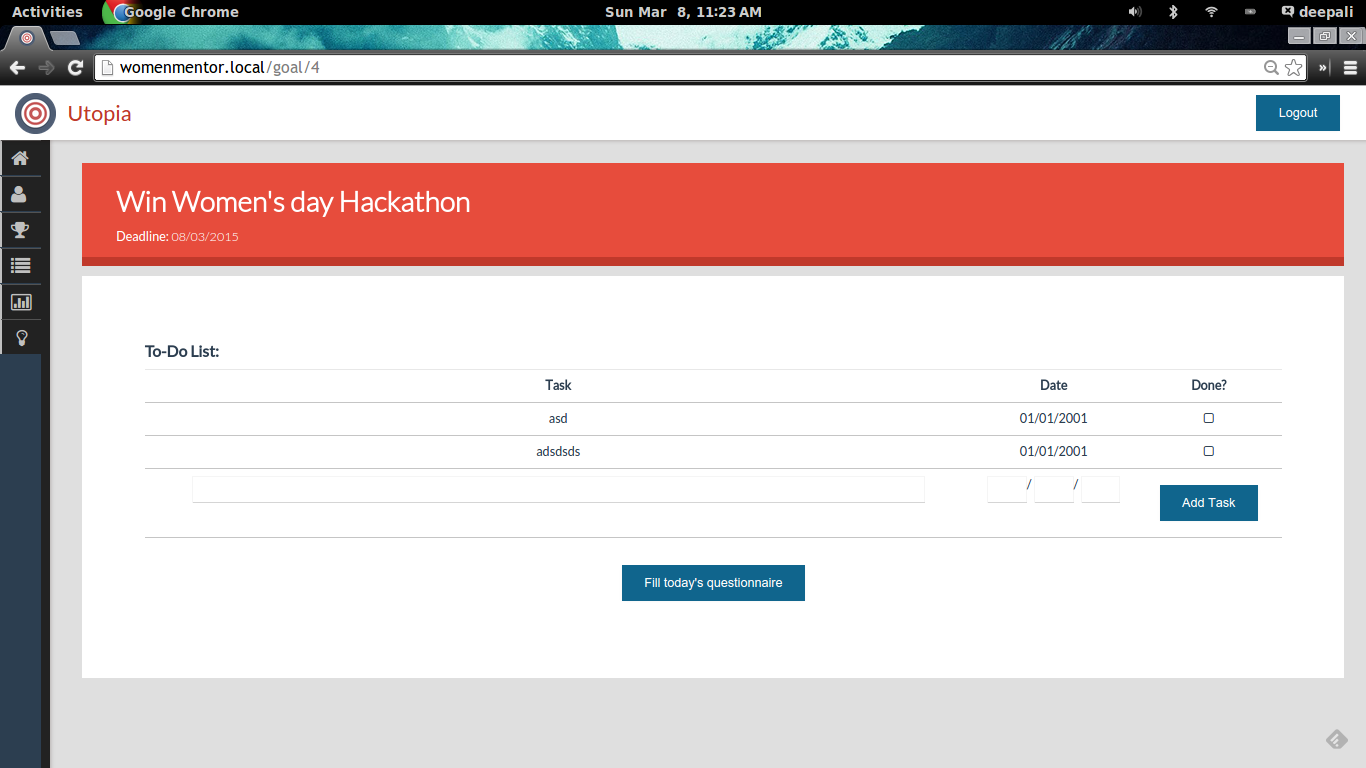 Activities Google Chrome Sun Mar 8, 11:23 AM deepali
womenmentor.local/goal/4 »
Utopia Logout
Win Women's day Hackathon
Deadline: 08/03/2015
To-Do List:
Task Date Done?
asd 01/01/2001
adsdsds 01/01/2001
/ / Add Task
Fill today's questionnaire